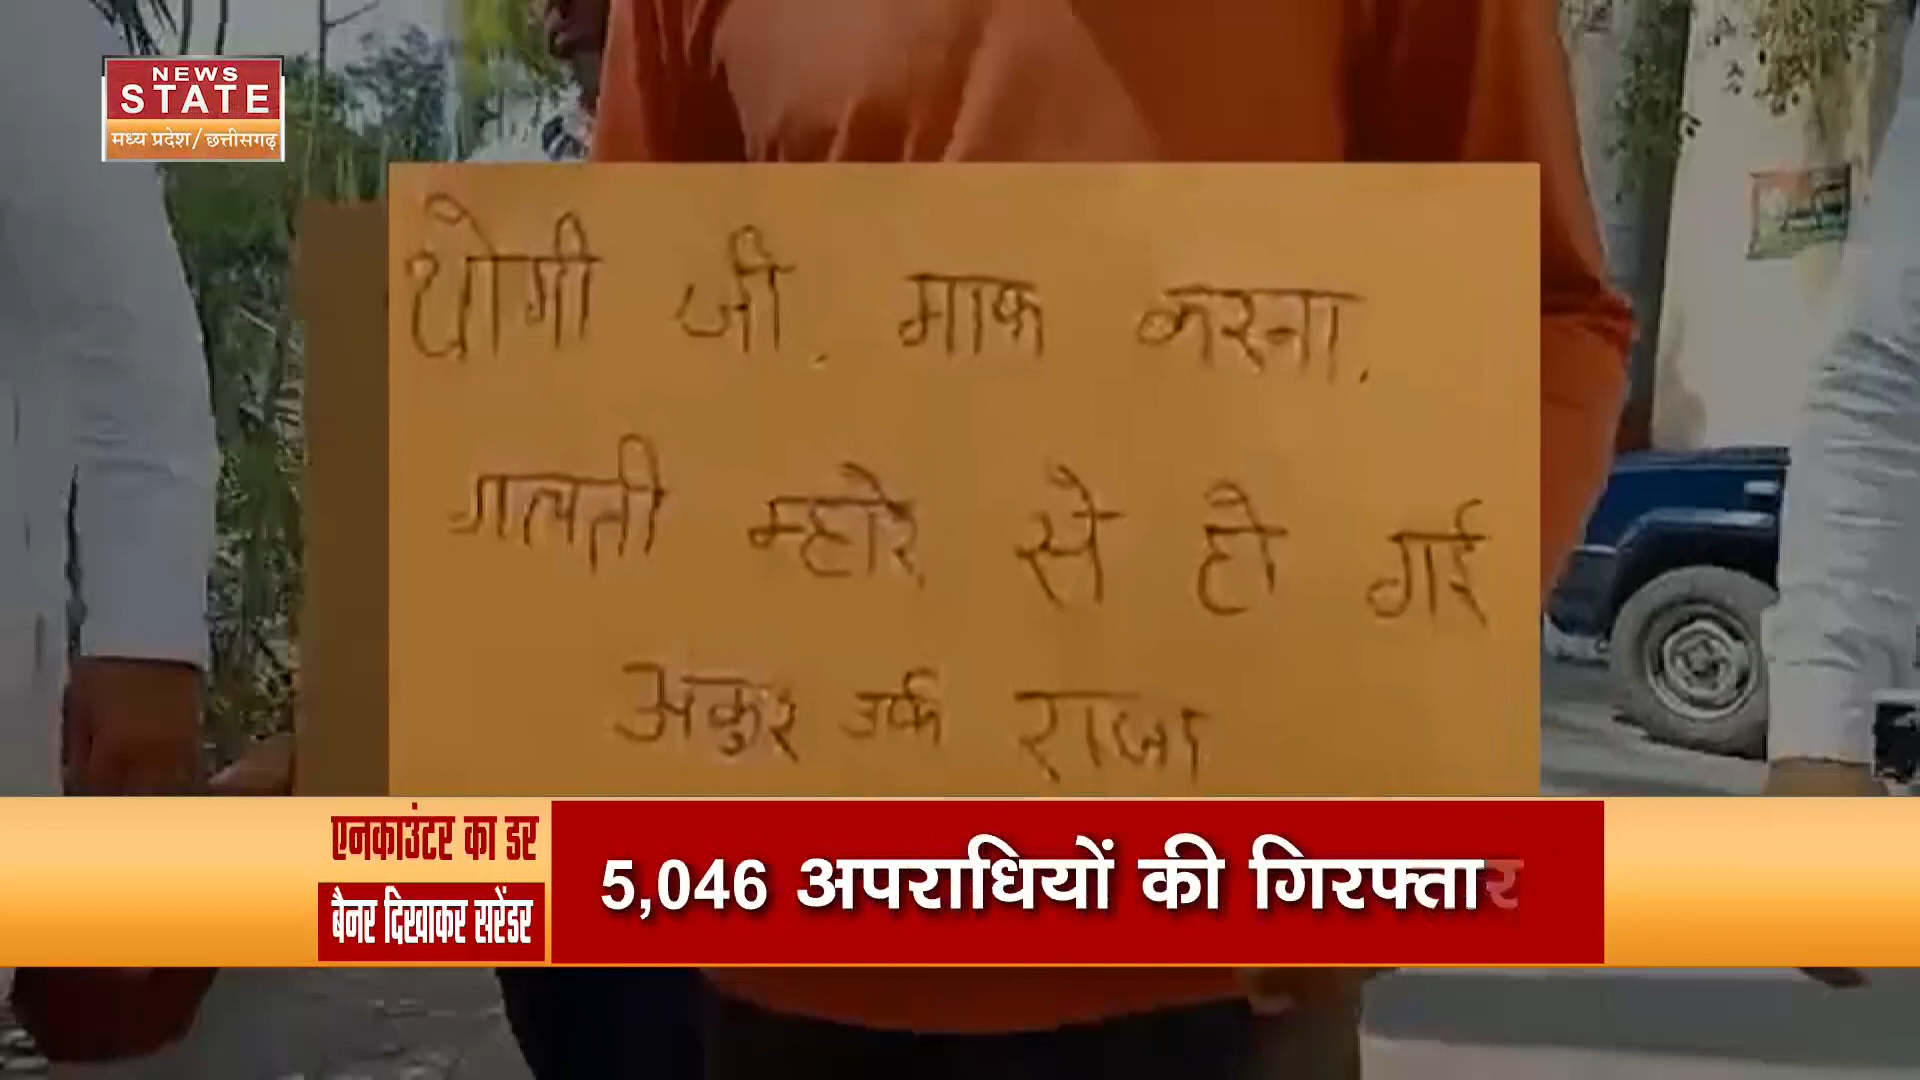 NEWS
STATE
मध्य प्रदेश/छत्तीसगढ़
योगी जी. माफ करना.
गलती म्हारे से हो गई
अकुर उर्फ राजा
एनकाउंटर का डर
बैनर दिखाकर सरेंडर
5,046 अपराधियों की गिरफ्तार